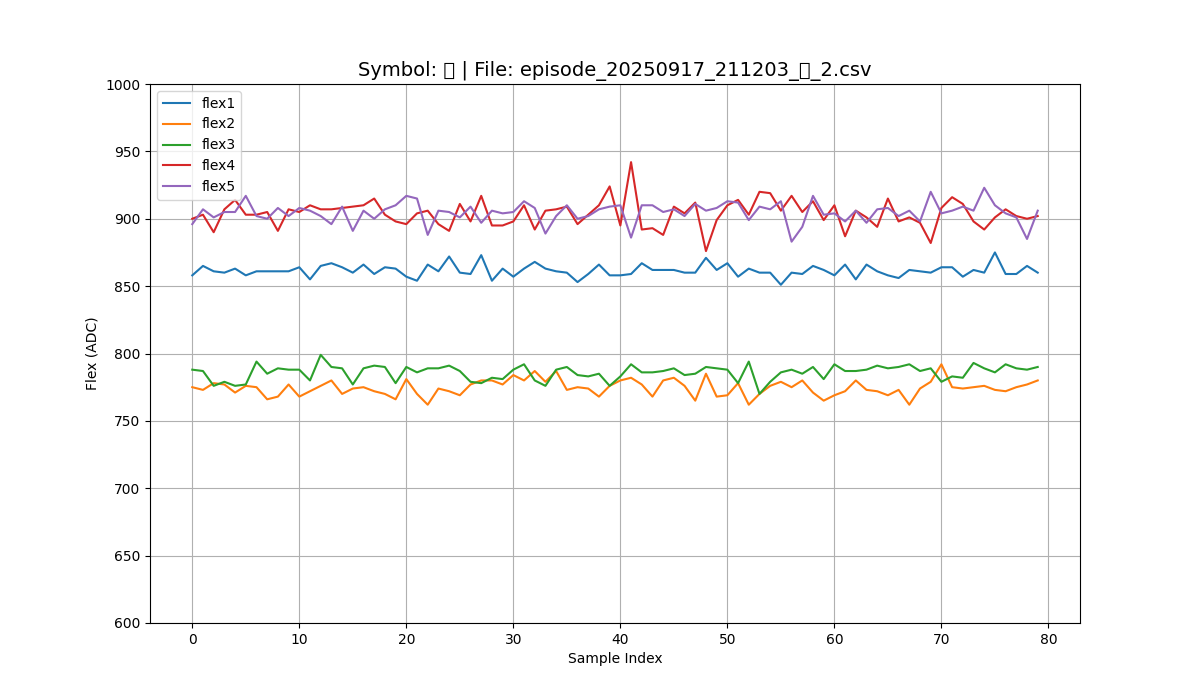 Symbol: ▯ | File: episode_20250917_211203_▯_2.csv
1000
950
900
850
800
750
700
650
600
Flex (ADC)
flex1
flex2
flex3
flex4
flex5
0 10 20 30 40 50 60 70 80
Sample Index